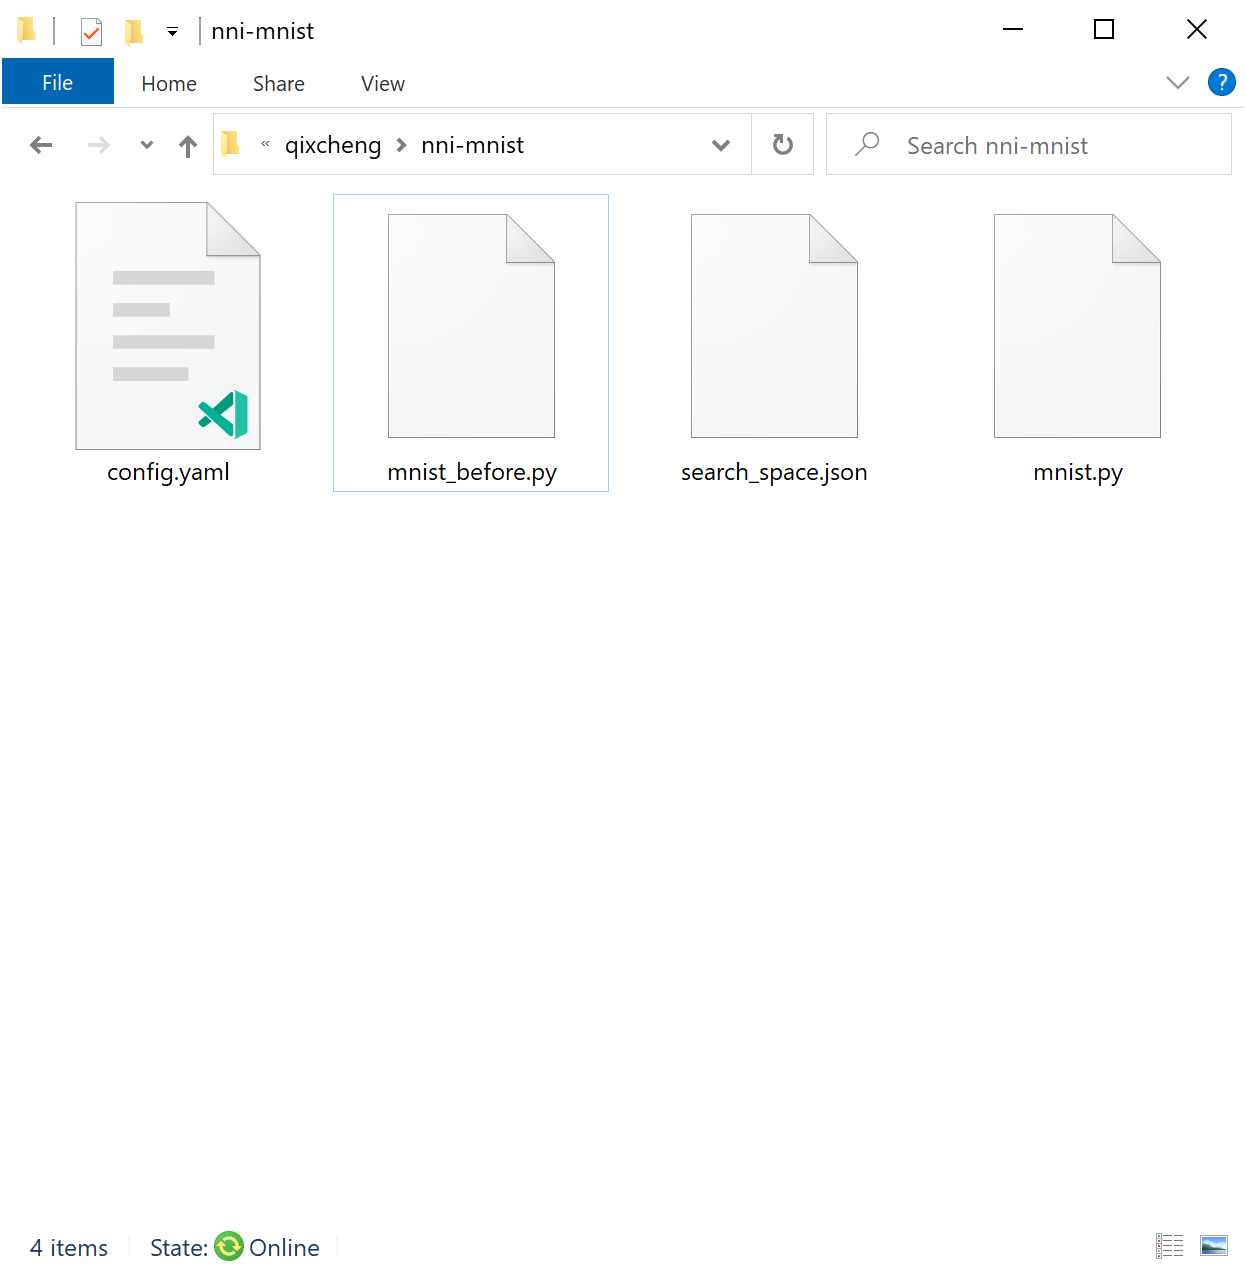 nni-mnist
File Home Share View ?
« qixcheng nni-mnist Search nni-mnist
config.yaml mnist_before.py search_space.json mnist.py
4 items State: Online